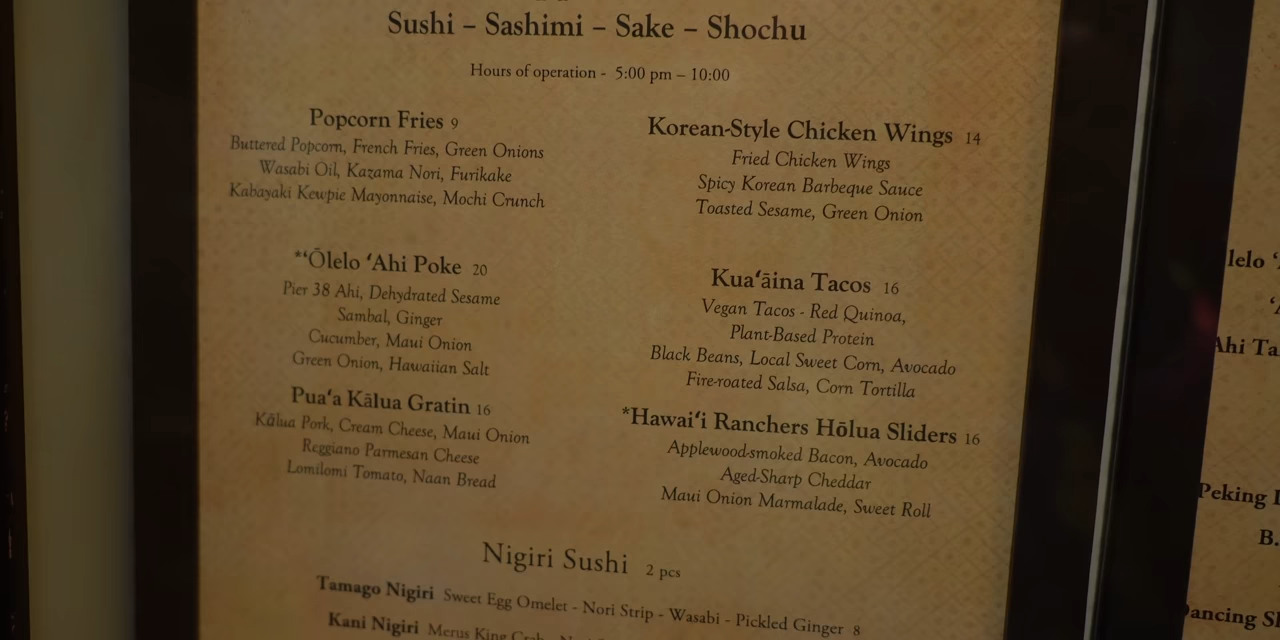 Sushi – Sashimi – Sake – Shochu
Hours of operation - 5:00 pm – 10:00
Popcorn Fries 9
Buttered Popcorn, French Fries, Green Onions
Wasabi Oil, Kazama Nori, Furikake
Kabayaki Kewpie Mayonnaise, Mochi Crunch
*ʻŌlelo ʻAhi Poke 20
Pier 38 Ahi, Dehydrated Sesame
Sambal, Ginger
Cucumber, Maui Onion
Green Onion, Hawaiian Salt
Puaʻa Kālua Gratin 16
Kālua Pork, Cream Cheese, Maui Onion
Reggiano Parmesan Cheese
Lomilomi Tomato, Naan Bread
Korean-Style Chicken Wings 14
Fried Chicken Wings
Spicy Korean Barbeque Sauce
Toasted Sesame, Green Onion
Kuaʻāina Tacos 16
Vegan Tacos - Red Quinoa,
Plant-Based Protein
Black Beans, Local Sweet Corn, Avocado
Fire-roated Salsa, Corn Tortilla
*Hawaiʻi Ranchers Hōlua Sliders 16
Applewood-smoked Bacon, Avocado
Aged-Sharp Cheddar
Maui Onion Marmalade, Sweet Roll
Nigiri Sushi 2 pcs
Tamago Nigiri Sweet Egg Omelet - Nori Strip - Wasabi - Pickled Ginger 8
Kani Nigiri Merus King Crab
lelo
Ahi Ta
Peking
B.
ancing S